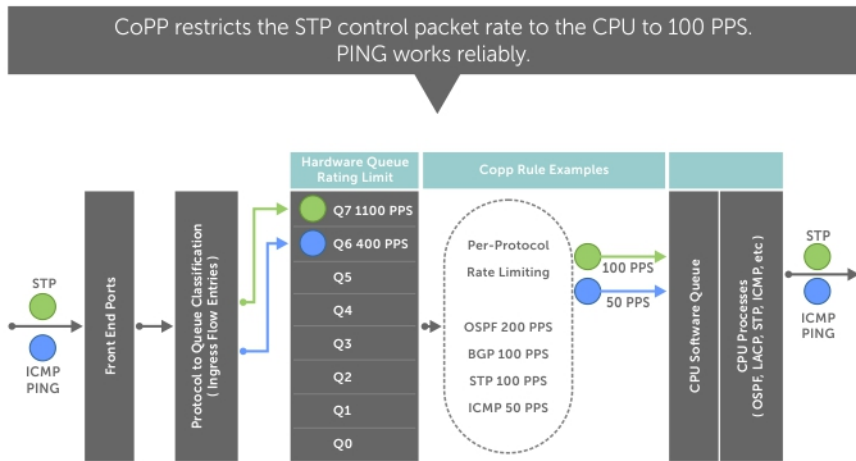 CoPP restricts the STP control packet rate to the CPU to 100 PPS.
PING works reliably.
Hardware Queue
Rating Limit
Copp Rule Examples
STP
ICMP
PING
Front End Ports
Protocol to Queue Classification
( Ingress Flow Entries )
Q7 1100 PPS
Q6 400 PPS
Q5
Q4
Q3
Q2
Q1
Q0
Per-Protocol
Rate Limiting
OSPF 200 PPS
BGP 100 PPS
STP 100 PPS
ICMP 50 PPS
100 PPS
50 PPS
CPU Software Queue
CPU Processes
( OSPF, LACP, STP, ICMP, etc )
STP
ICMP
PING